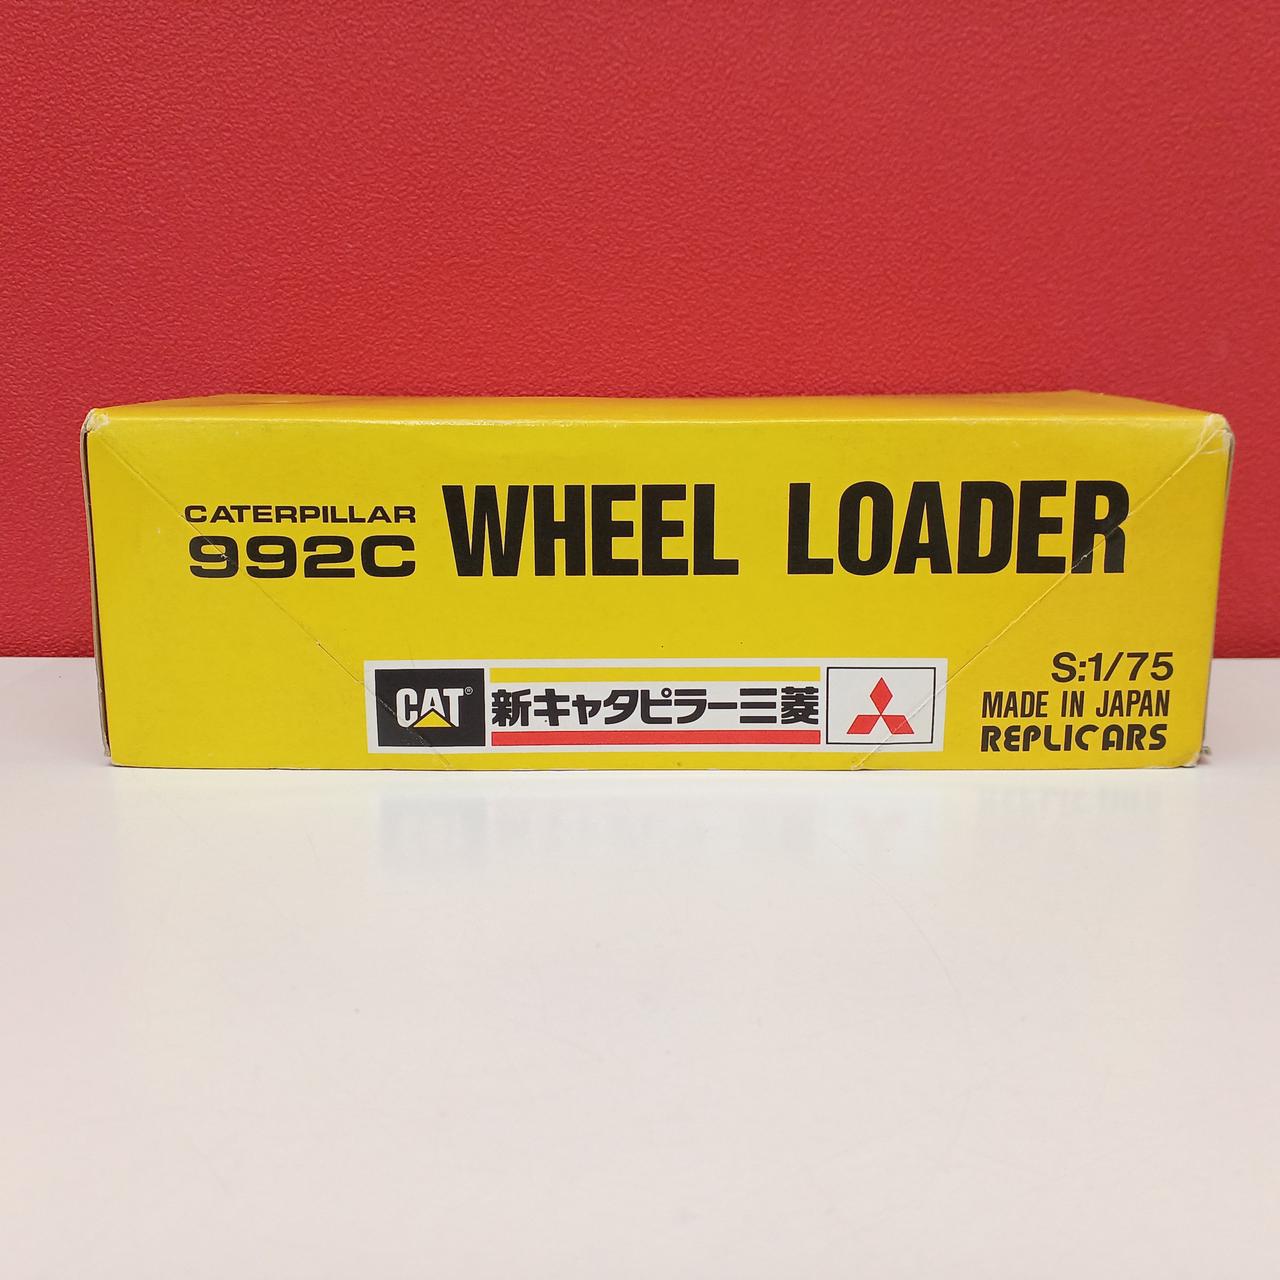 CATERPILLAR
992C WHEEL LOADER
CAT® 新キャタピラー三菱
S:1/75
MADE IN JAPAN
REPLICARS